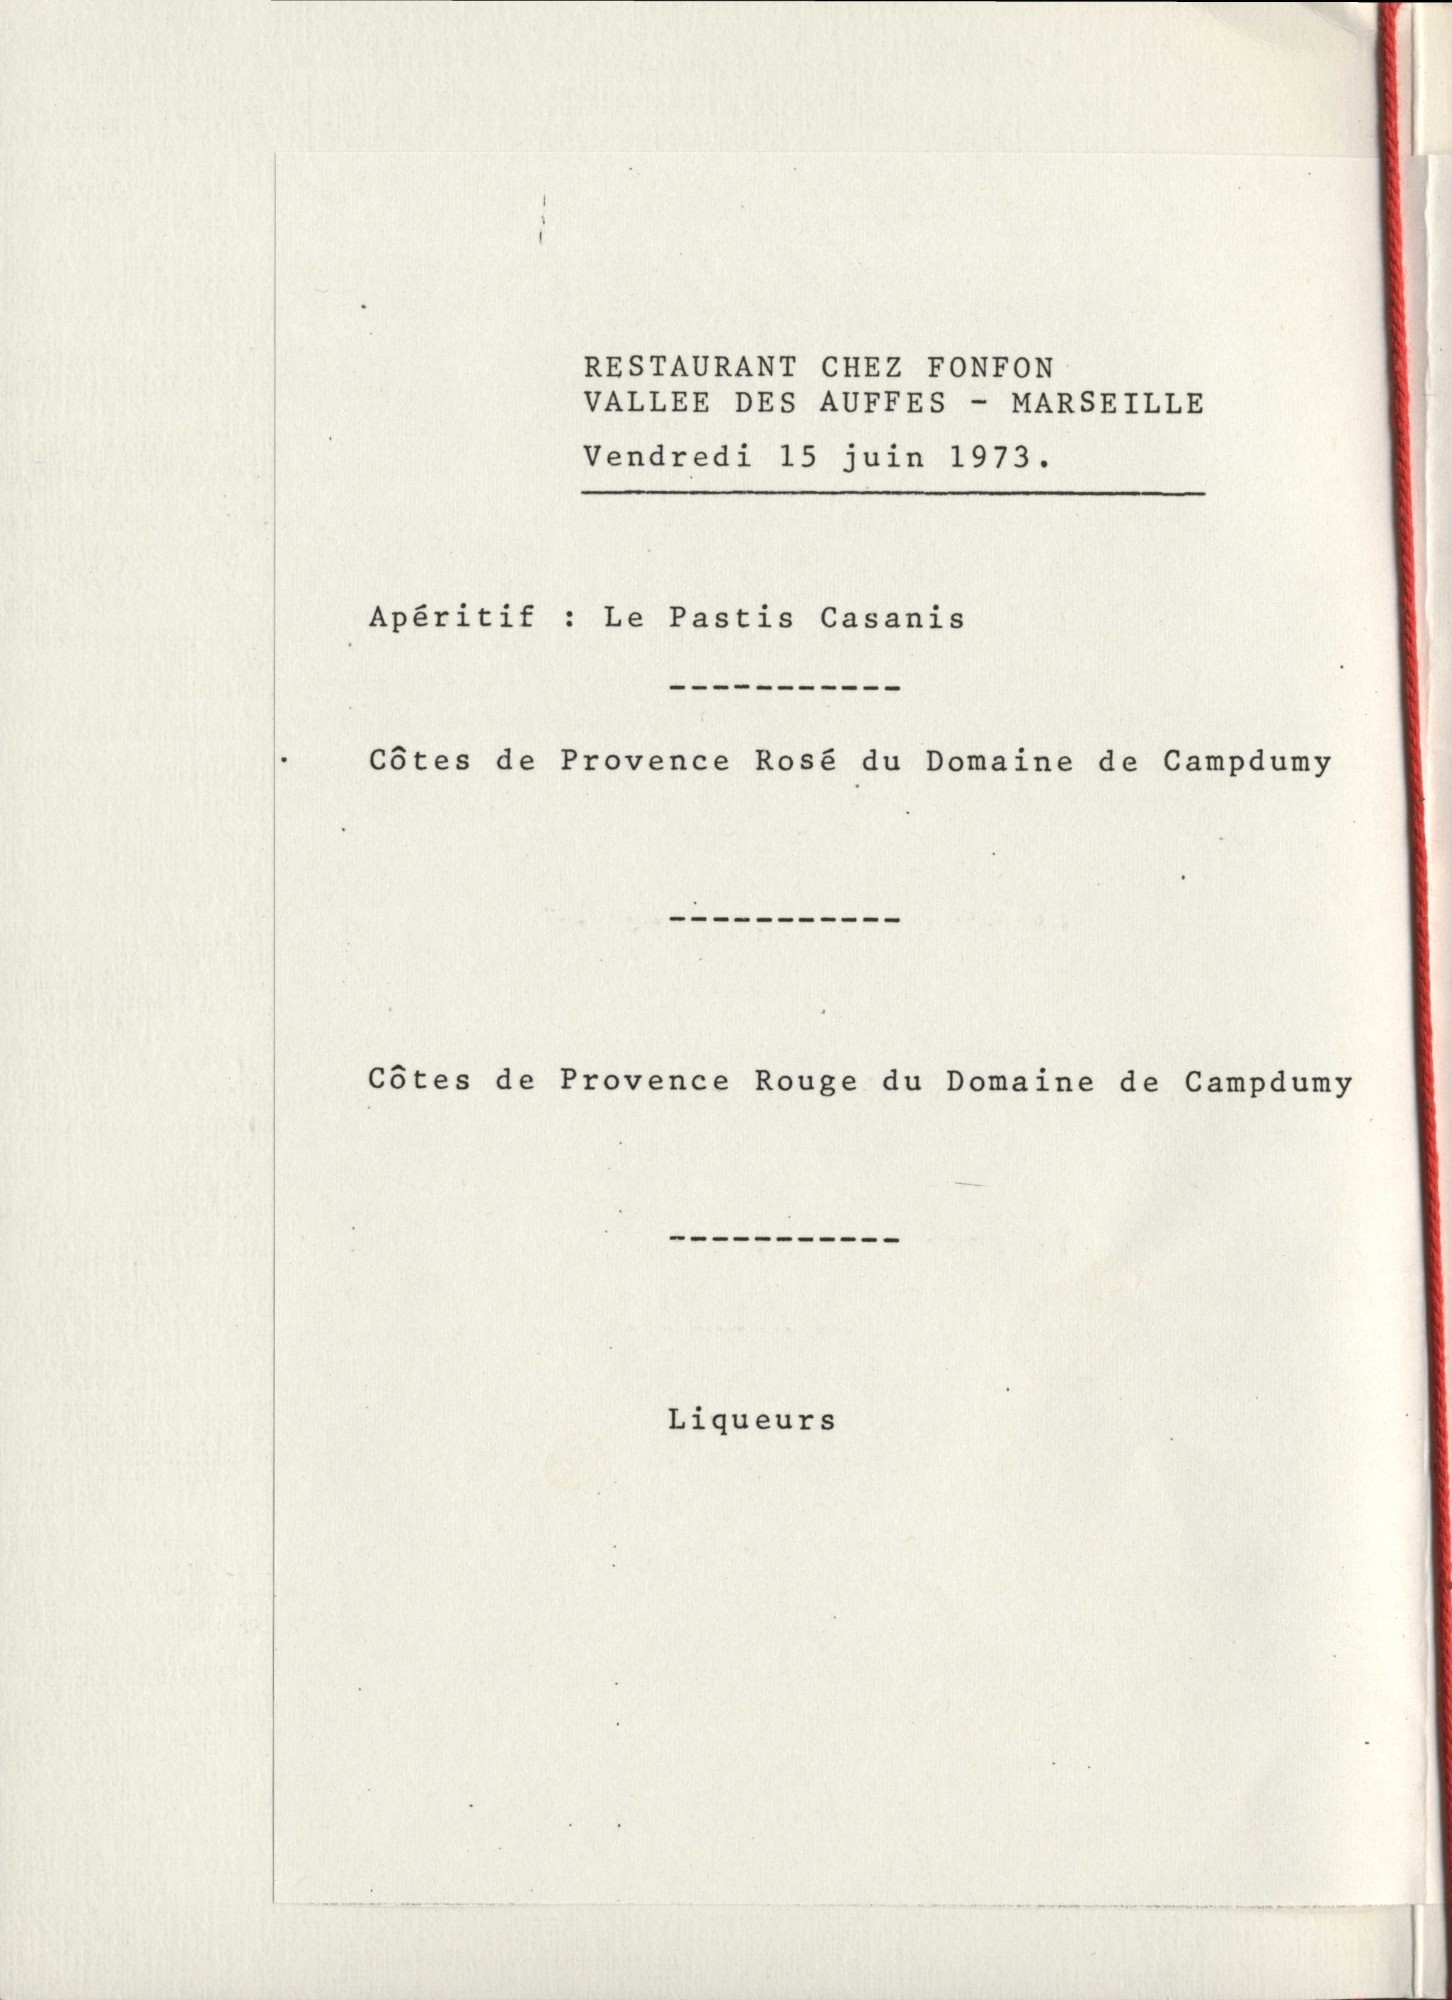 RESTAURANT CHEZ FONFON
VALLEE DES AUFFES - MARSEILLE
Vendredi 15 juin 1973.
Apéritif : Le Pastis Casanis
-----------
Côtes de Provence Rosé du Domaine de Campdumy
-----------
Côtes de Provence Rouge du Domaine de Campdumy
-----------
Liqueurs